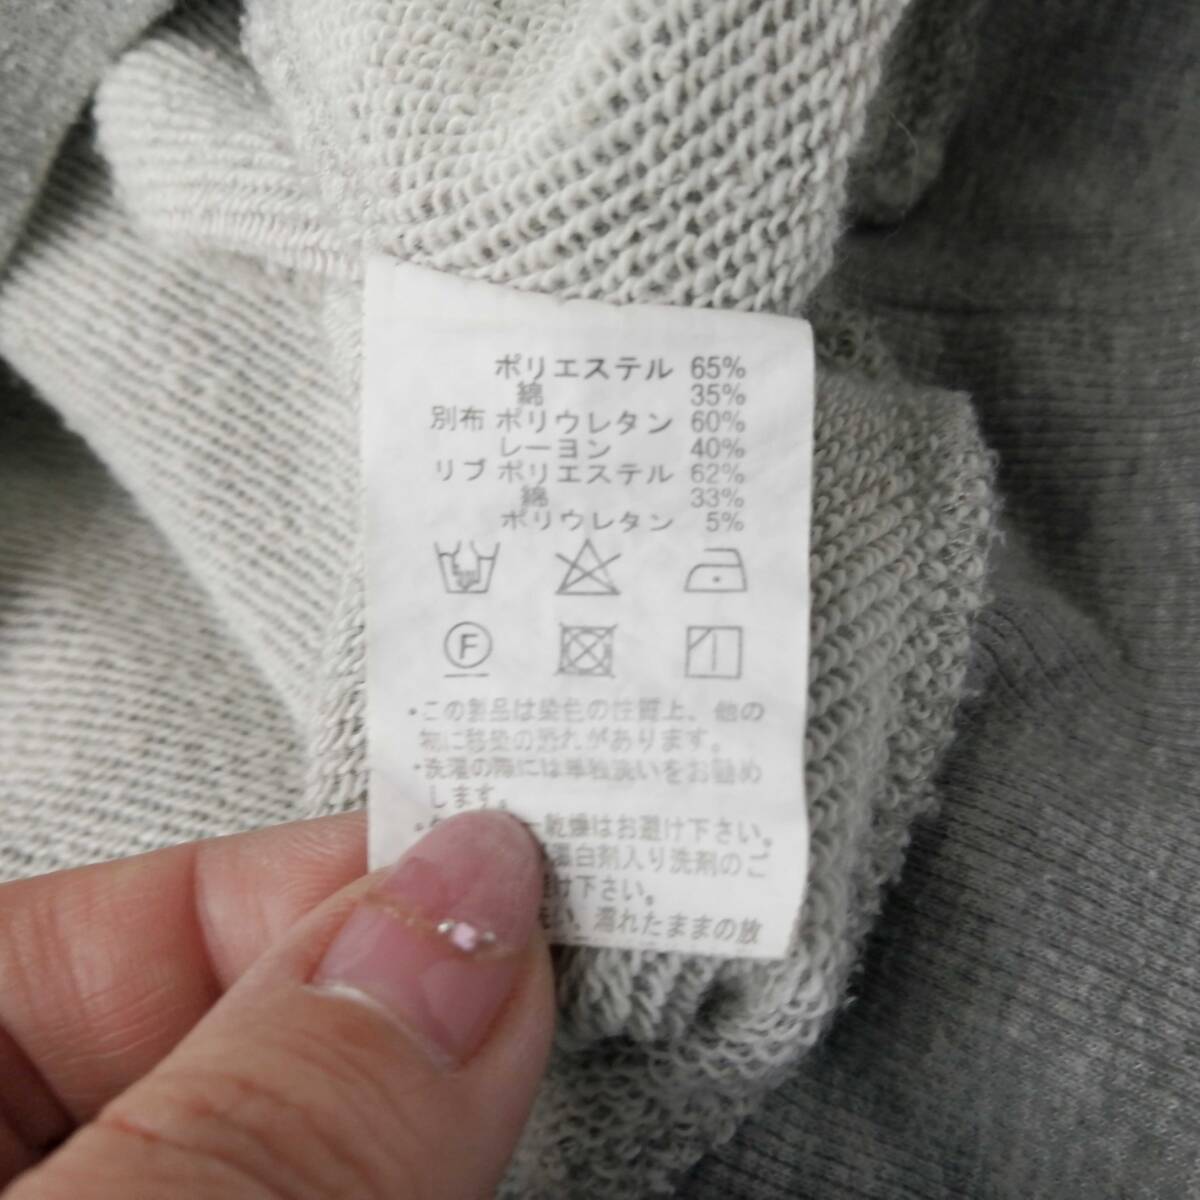 ポリエステル 65%
綿 35%
別布 ポリウレタン 60%
レーヨン 40%
リブ ポリエステル 62%
綿 33%
ポリウレタン 5%
F
・この製品は染色の性質上、他の
物に移染の恐れがあります。
・洗濯の際には単独洗いをお勧め
します。
乾燥はお避け下さい。
蛋白剤入り洗剤のご
下さい。
洗い、濡れたままの放